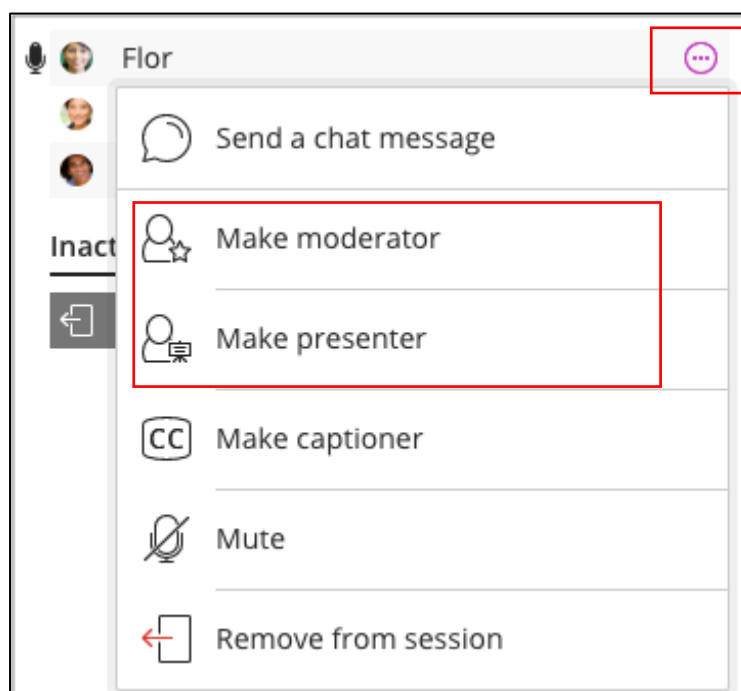 Flor
Send a chat message
Make moderator
Inact
Make presenter
CC Make captioner
Mute
Remove from session